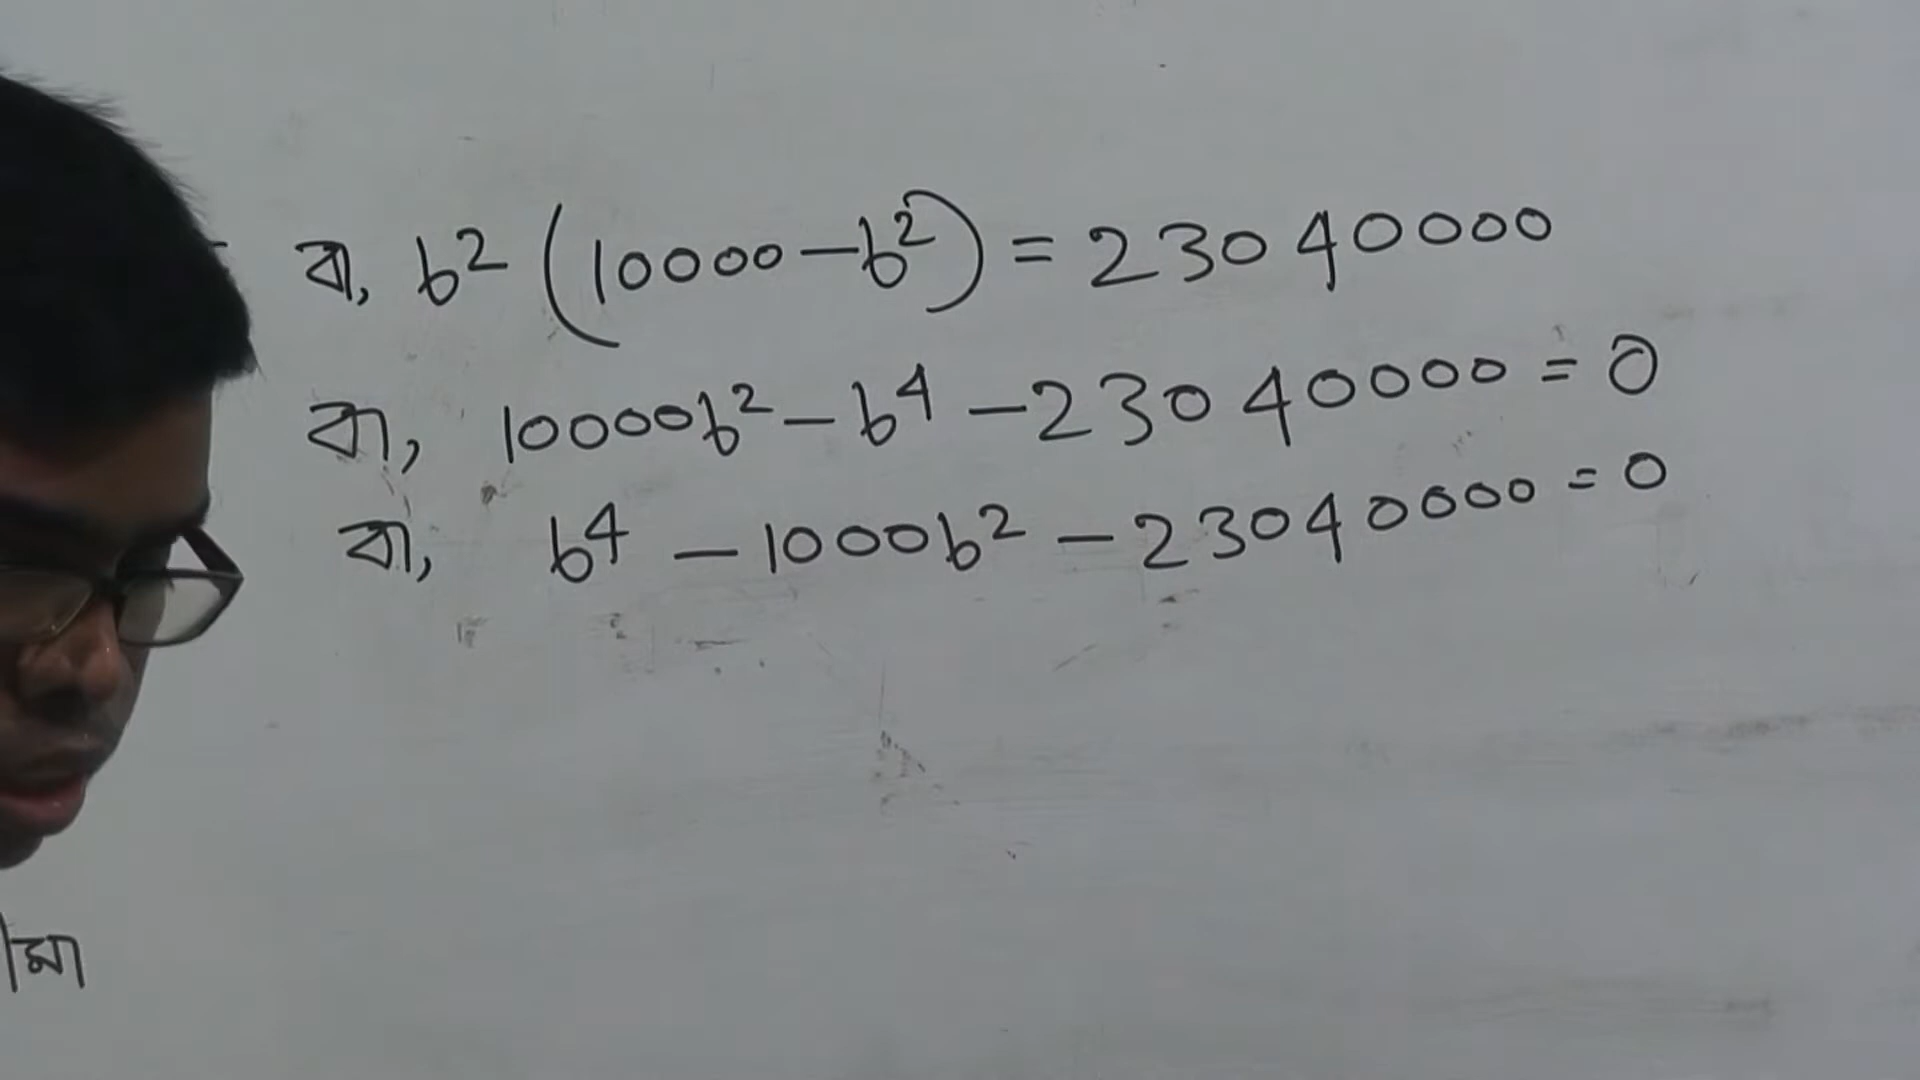 বা, b² (10000 – b²) = 23040000
বা, 10000b² – b⁴ – 23040000 = 0
বা, b⁴ – 1000b² – 23040000 = 0